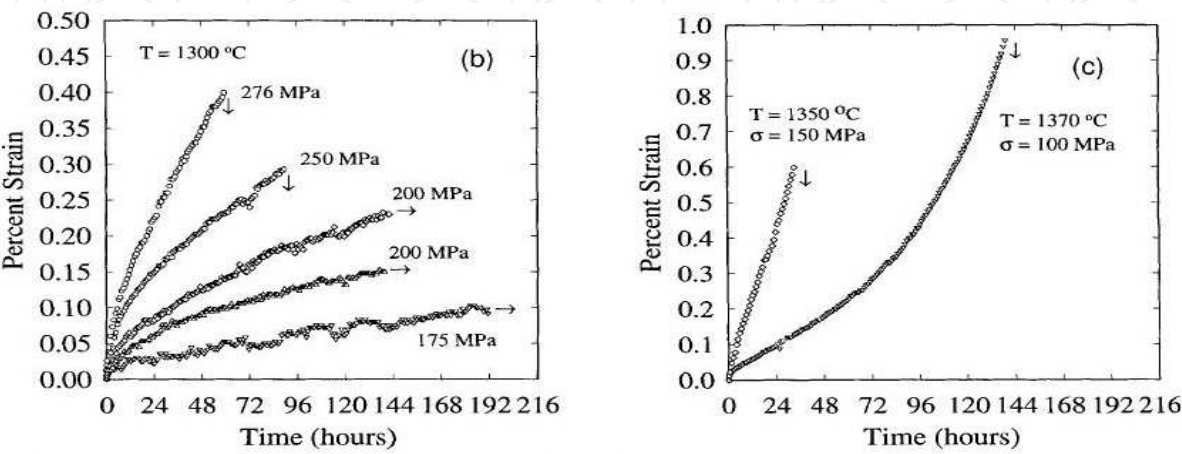 0.50
0.45
0.40
0.35
0.30
0.25
0.20
0.15
0.10
0.05
0.00
Percent Strain
T = 1300 ºC
(b)
276 MPa
250 MPa
200 MPa
200 MPa
175 MPa
0 24 48 72 96 120 144 168 192 216
Time (hours)
1.0
0.9
0.8
0.7
0.6
0.5
0.4
0.3
0.2
0.1
0.0
Percent Strain
(c)
T = 1350 ºC
σ = 150 MPa
T = 1370 ºC
σ = 100 MPa
0 24 48 72 96 120 144 168 192 216
Time (hours)